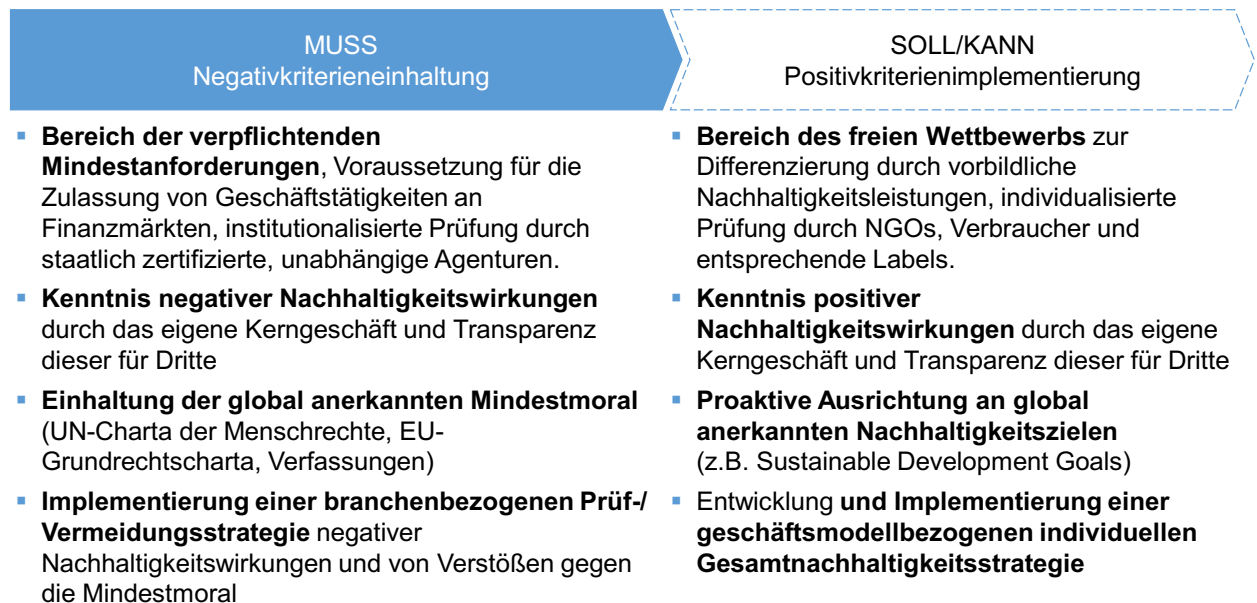 MUSS
Negativkriterieneinhaltung
SOLL/KANN
Positivkriterienimplementierung
▪ Bereich der verpflichtenden
Mindestanforderungen, Voraussetzung für die
Zulassung von Geschäftstätigkeiten an
Finanzmärkten, institutionalisierte Prüfung durch
staatlich zertifizierte, unabhängige Agenturen.
▪ Kenntnis negativer Nachhaltigkeitswirkungen
durch das eigene Kerngeschäft und Transparenz
dieser für Dritte
▪ Einhaltung der global anerkannten Mindestmoral
(UN-Charta der Menschrechte, EU-
Grundrechtscharta, Verfassungen)
▪ Implementierung einer branchenbezogenen Prüf-/
Vermeidungsstrategie negativer
Nachhaltigkeitswirkungen und von Verstößen gegen
die Mindestmoral
▪ Bereich des freien Wettbewerbs zur
Differenzierung durch vorbildliche
Nachhaltigkeitsleistungen, individualisierte
Prüfung durch NGOs, Verbraucher und
entsprechende Labels.
▪ Kenntnis positiver
Nachhaltigkeitswirkungen durch das eigene
Kerngeschäft und Transparenz dieser für Dritte
▪ Proaktive Ausrichtung an global
anerkannten Nachhaltigkeitszielen
(z.B. Sustainable Development Goals)
▪ Entwicklung und Implementierung einer
geschäftsmodellbezogenen individuellen
Gesamtnachhaltigkeitsstrategie